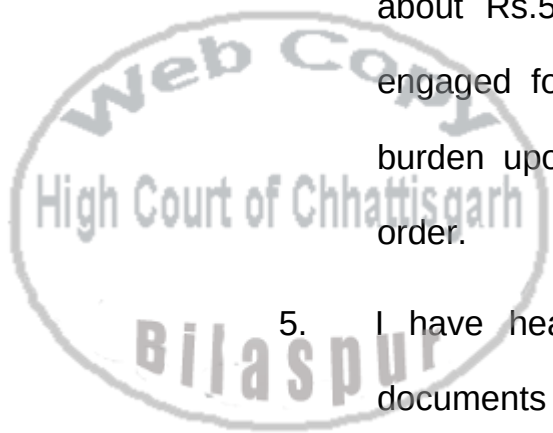 about Rs.5
engaged fo
burden upo
order.
5. I have hea
documents
Web Copy
High Court of Chhattisgarh
Bilaspur